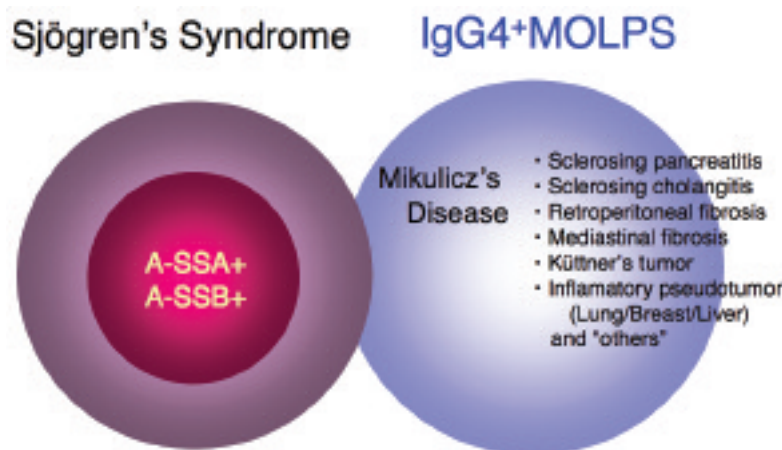 Sjögren's Syndrome
IgG4+MOLPS
A-SSA+
A-SSB+
Mikulicz's
Disease
・Sclerosing pancreatitis
・Sclerosing cholangitis
・Retroperitoneal fibrosis
・Mediastinal fibrosis
・Küttner's tumor
・Inflamatory pseudotumor
(Lung/Breast/Liver)
and "others"